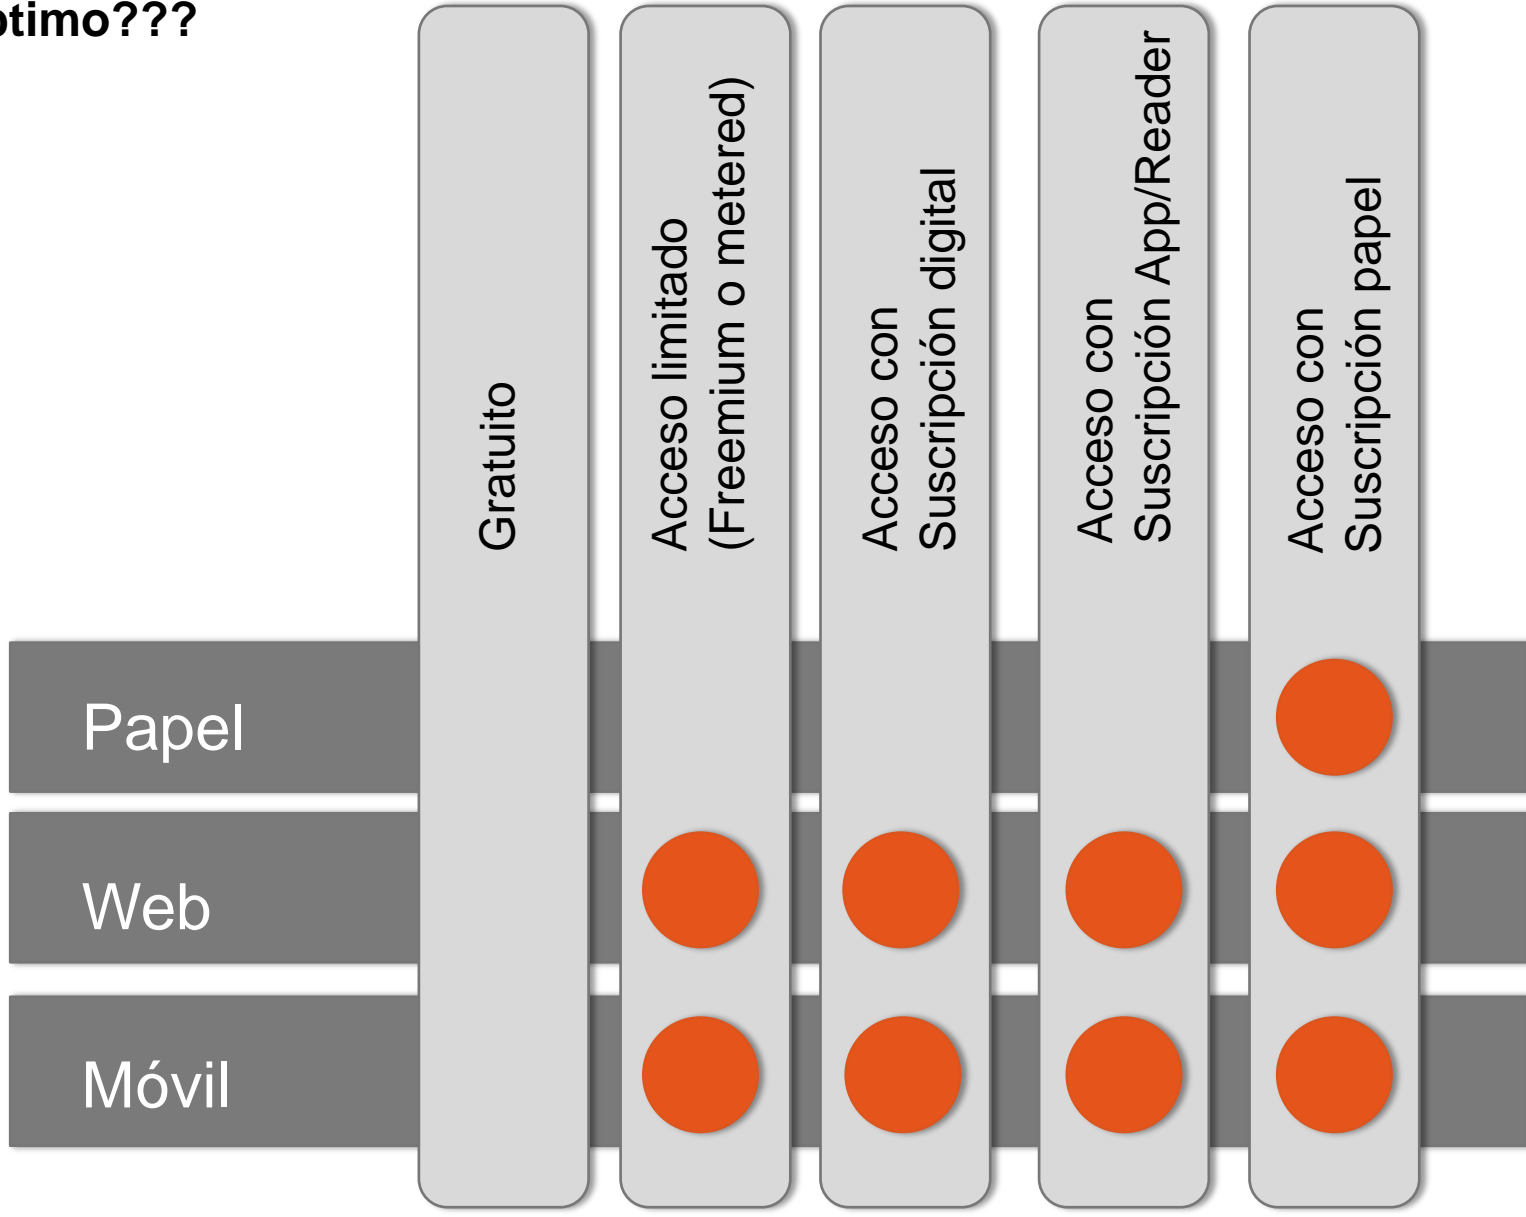 ptimo???
Gratuito
Acceso limitado
(Freemium o metered)
Acceso con
Suscripción digital
Acceso con
Suscripción App/Reader
Acceso con
Suscripción papel
Papel
Web
Móvil